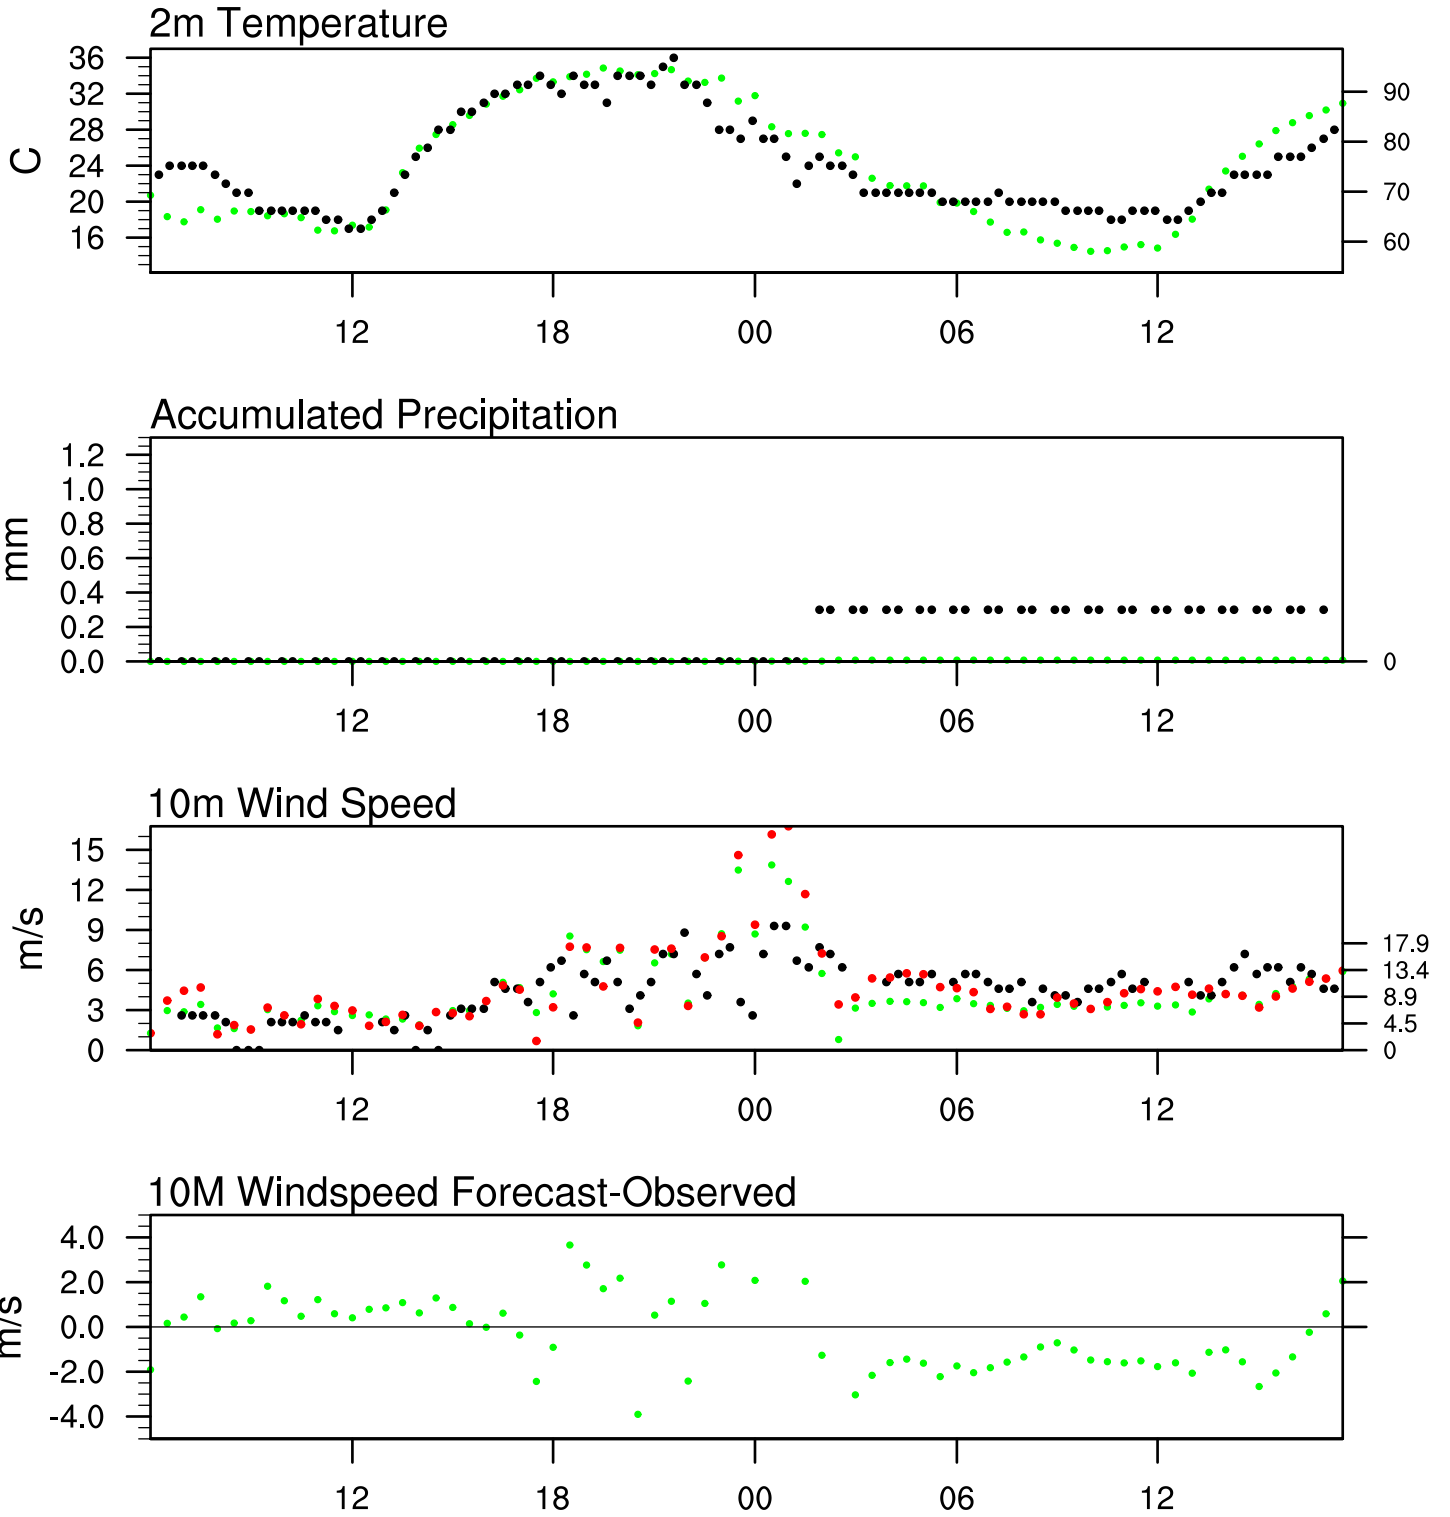 2m Temperature
C
36
32
28
24
20
16
90
80
70
60
12 18 00 06 12
Accumulated Precipitation
mm
1.2
1.0
0.8
0.6
0.4
0.2
0.0
0
12 18 00 06 12
10m Wind Speed
m/s
15
12
9
6
3
0
17.9
13.4
8.9
4.5
0
12 18 00 06 12
10M Windspeed Forecast-Observed
m/s
4.0
2.0
0.0
-2.0
-4.0
12 18 00 06 12